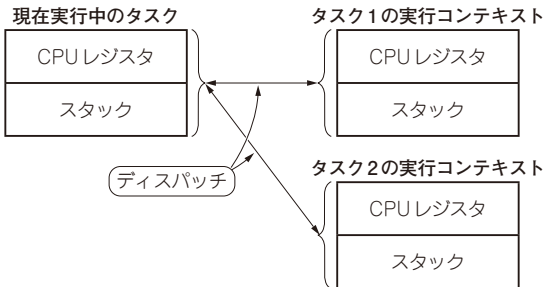 現在実行中のタスク
CPUレジスタ
スタック
タスク1の実行コンテキスト
CPUレジスタ
スタック
ディスパッチ
タスク2の実行コンテキスト
CPUレジスタ
スタック